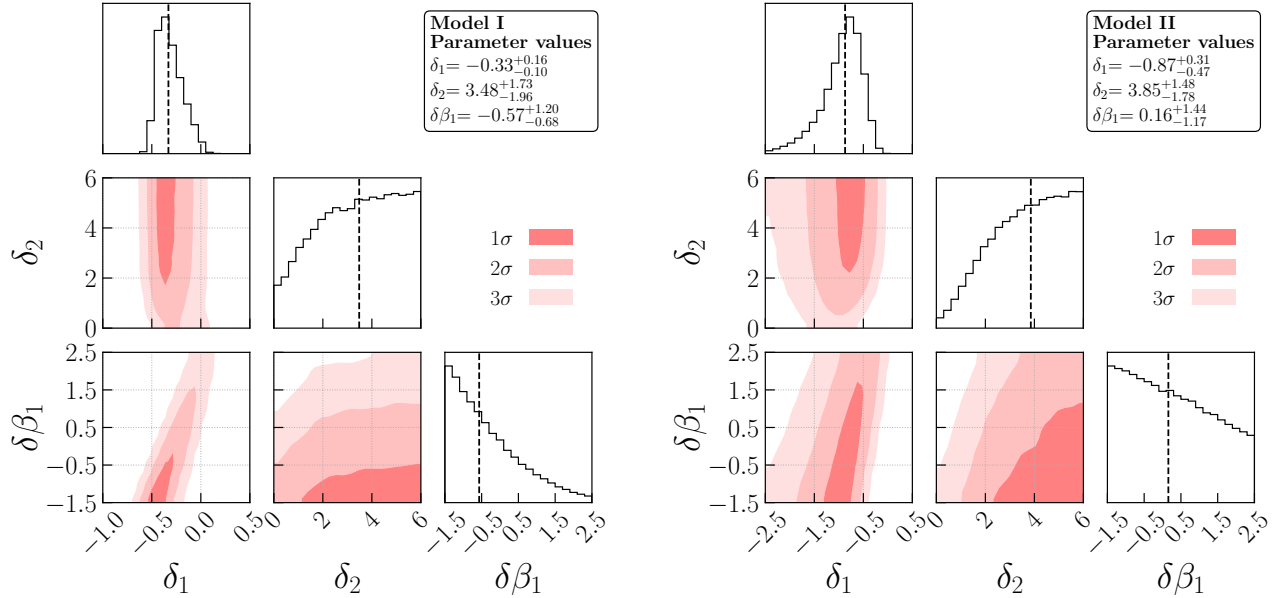 Model I
Parameter values
δ₁= −0.33⁺⁰·¹⁶₋₀.₁₀
δ₂= 3.48⁺¹·⁷³₋₁.₉₆
δβ₁= −0.57⁺¹·²⁰₋₀.₆₈
6
4
2
0
δ₂
1σ
2σ
3σ
2.5
1.5
0.5
−0.5
−1.5
δβ₁
−1.0
−0.5
0.0
0.5
δ₁
0
2
4
6
δ₂
−1.5
−0.5
0.5
1.5
2.5
δβ₁
Model II
Parameter values
δ₁= −0.87⁺⁰·³¹₋₀.₄₇
δ₂= 3.85⁺¹·⁴⁸₋₁.₇₈
δβ₁= 0.16⁺¹·⁴⁴₋₁.₁₇
6
4
2
0
δ₂
1σ
2σ
3σ
2.5
1.5
0.5
−0.5
−1.5
δβ₁
−2.5
−1.5
−0.5
0.5
δ₁
0
2
4
6
δ₂
−1.5
−0.5
0.5
1.5
2.5
δβ₁